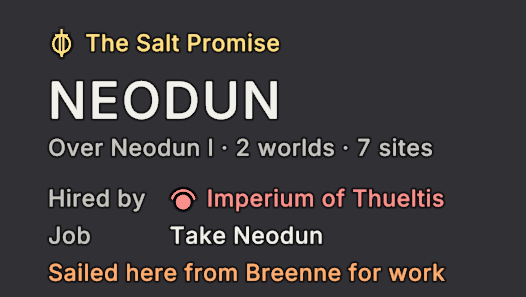 The Salt Promise
NEODUN
Over Neodun I · 2 worlds · 7 sites
Hired by Imperium of Thueltis
Job Take Neodun
Sailed here from Breenne for work